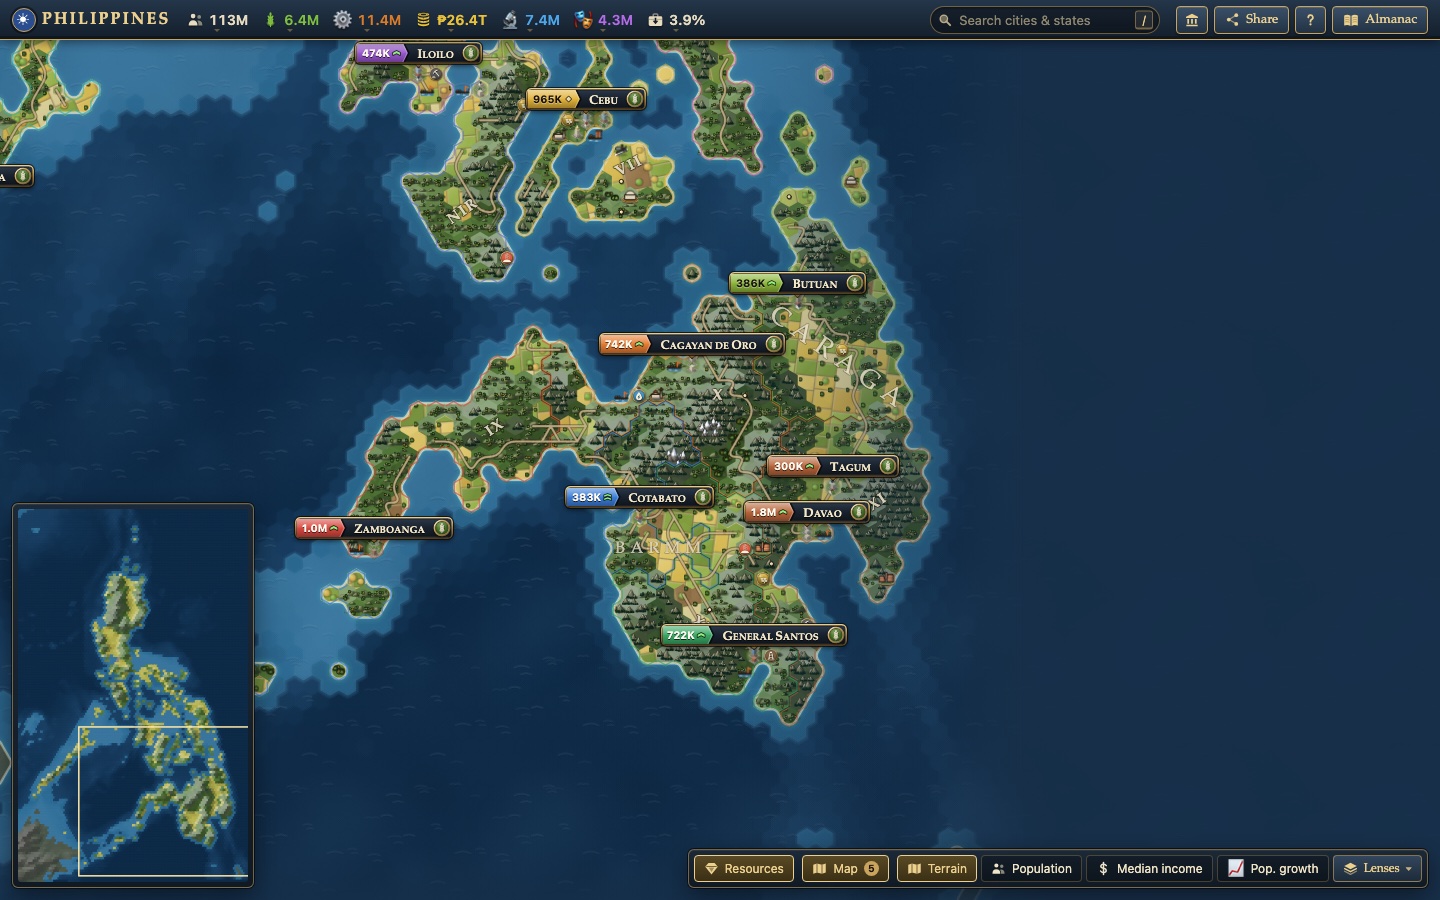 PHILIPPINES 113M 6.4M 11.4M ₱26.4T 7.4M 4.3M 3.9% Search cities & states / Share ? Almanac
474K Iloilo
965K Cebu
VII
A
NIR
386K Butuan
CARAGA
742K Cagayan de Oro
X
IX
300K Tagum
383K Cotabato
XI
1.8M Davao
1.0M Zamboanga
BARMM
722K General Santos
Resources Map 5 Terrain Population $ Median income Pop. growth Lenses